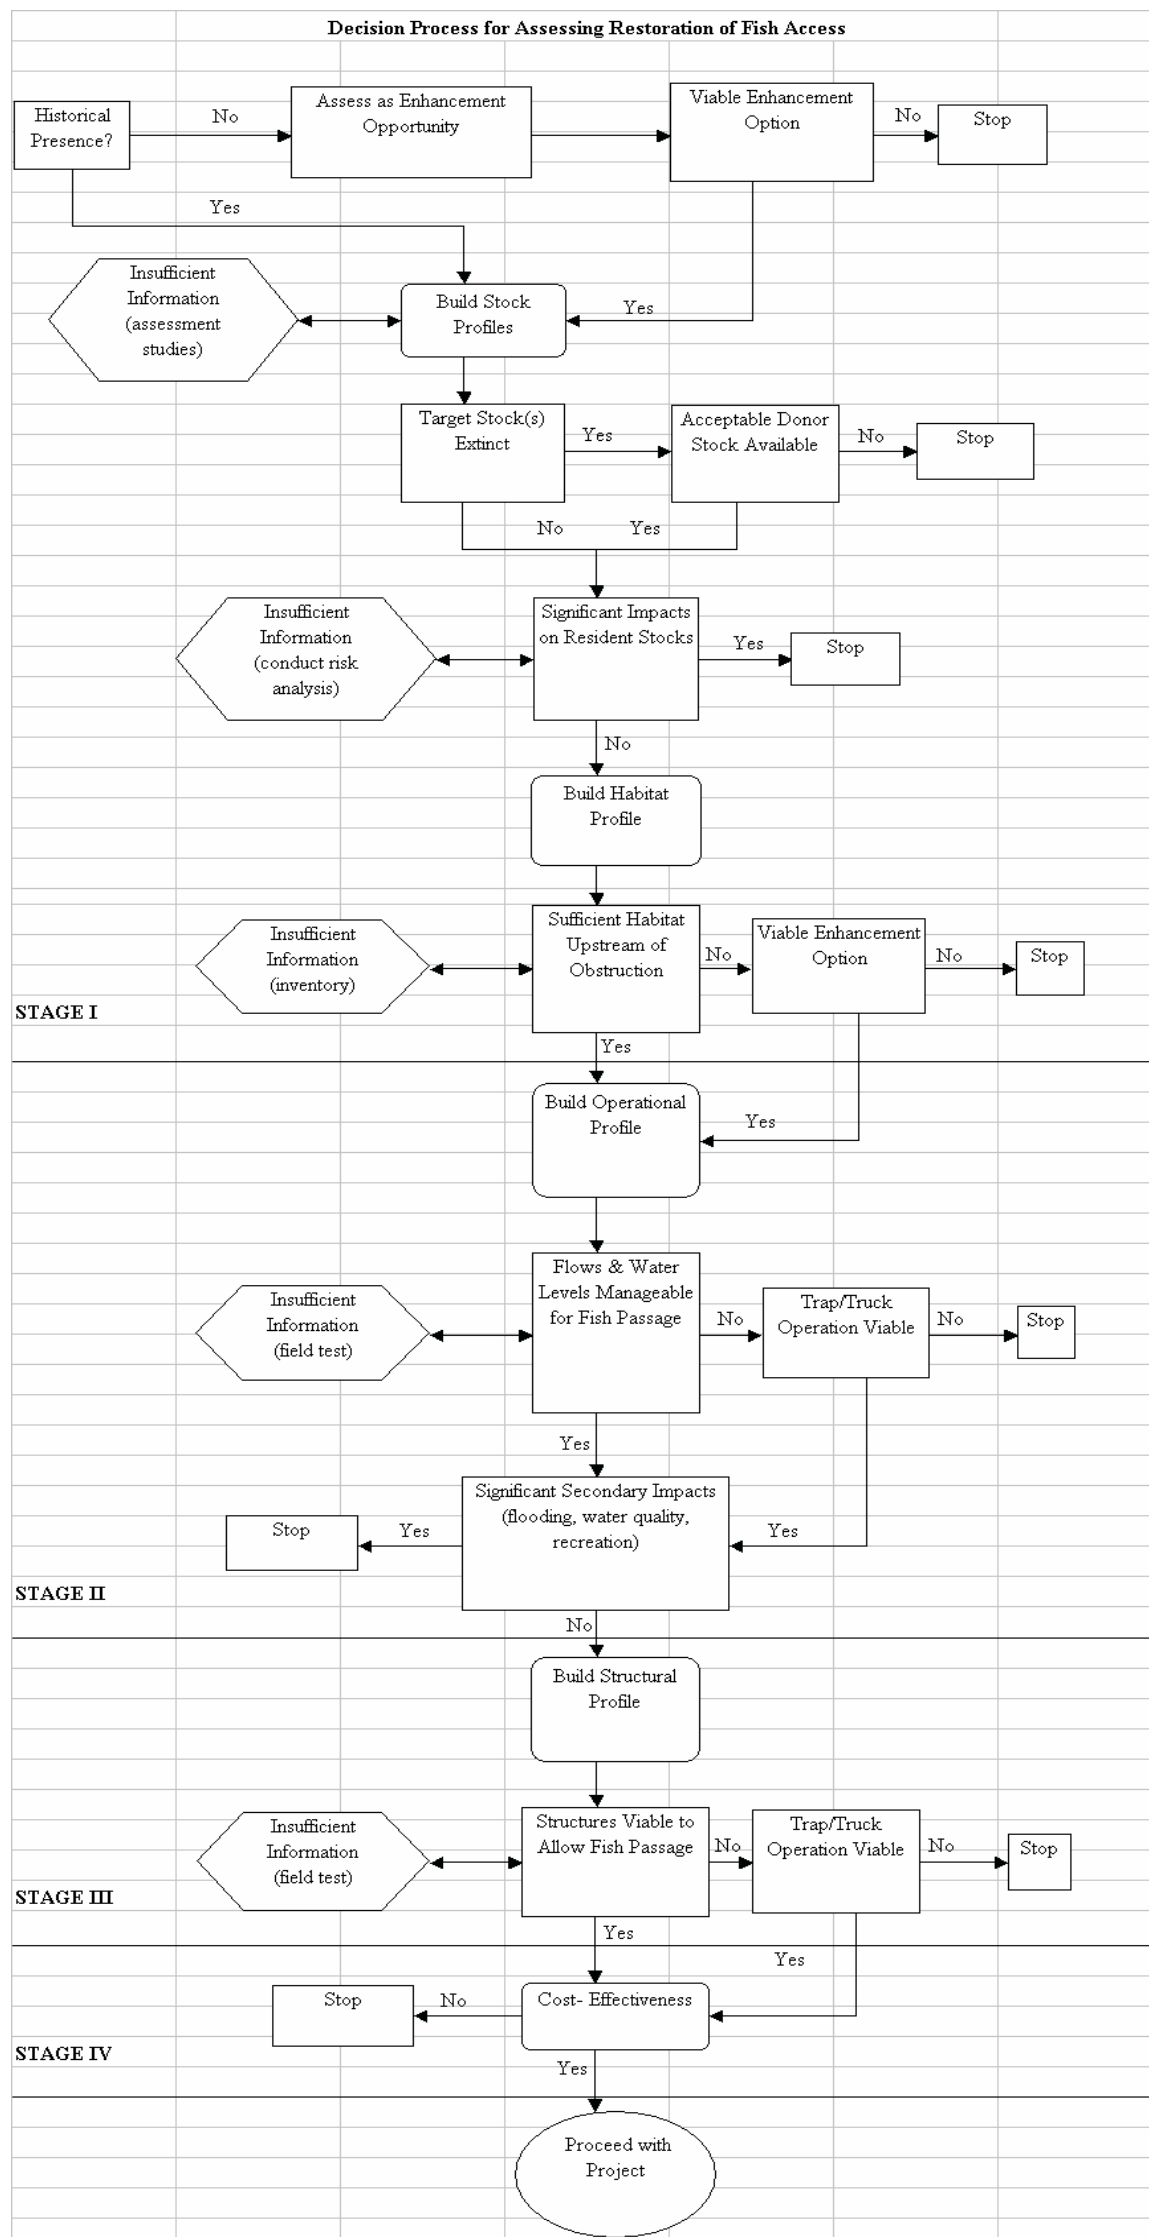 Decision Process for Assessing Restoration of Fish Access
Historical
Presence?
No
Assess as Enhancement
Opportunity
Viable Enhancement
Option
No
Stop
Yes
Insufficient
Information
(assessment
studies)
Build Stock
Profiles
Yes
Target Stock(s)
Extinct
Yes
Acceptable Donor
Stock Available
No
Stop
No
Yes
Insufficient
Information
(conduct risk
analysis)
Significant Impacts
on Resident Stocks
Yes
Stop
No
Build Habitat
Profile
Insufficient
Information
(inventory)
Sufficient Habitat
Upstream of
Obstruction
No
Viable Enhancement
Option
No
Stop
STAGE I
Yes
Build Operational
Profile
Yes
Insufficient
Information
(field test)
Flows & Water
Levels Manageable
for Fish Passage
No
Trap/Truck
Operation Viable
No
Stop
Yes
Stop
Yes
Significant Secondary Impacts
(flooding, water quality,
recreation)
Yes
STAGE II
No
Build Structural
Profile
Insufficient
Information
(field test)
Structures Viable to
Allow Fish Passage
No
Trap/Truck
Operation Viable
No
Stop
STAGE III
Yes
Yes
Stop
No
Cost- Effectiveness
STAGE IV
Yes
Proceed with
Project